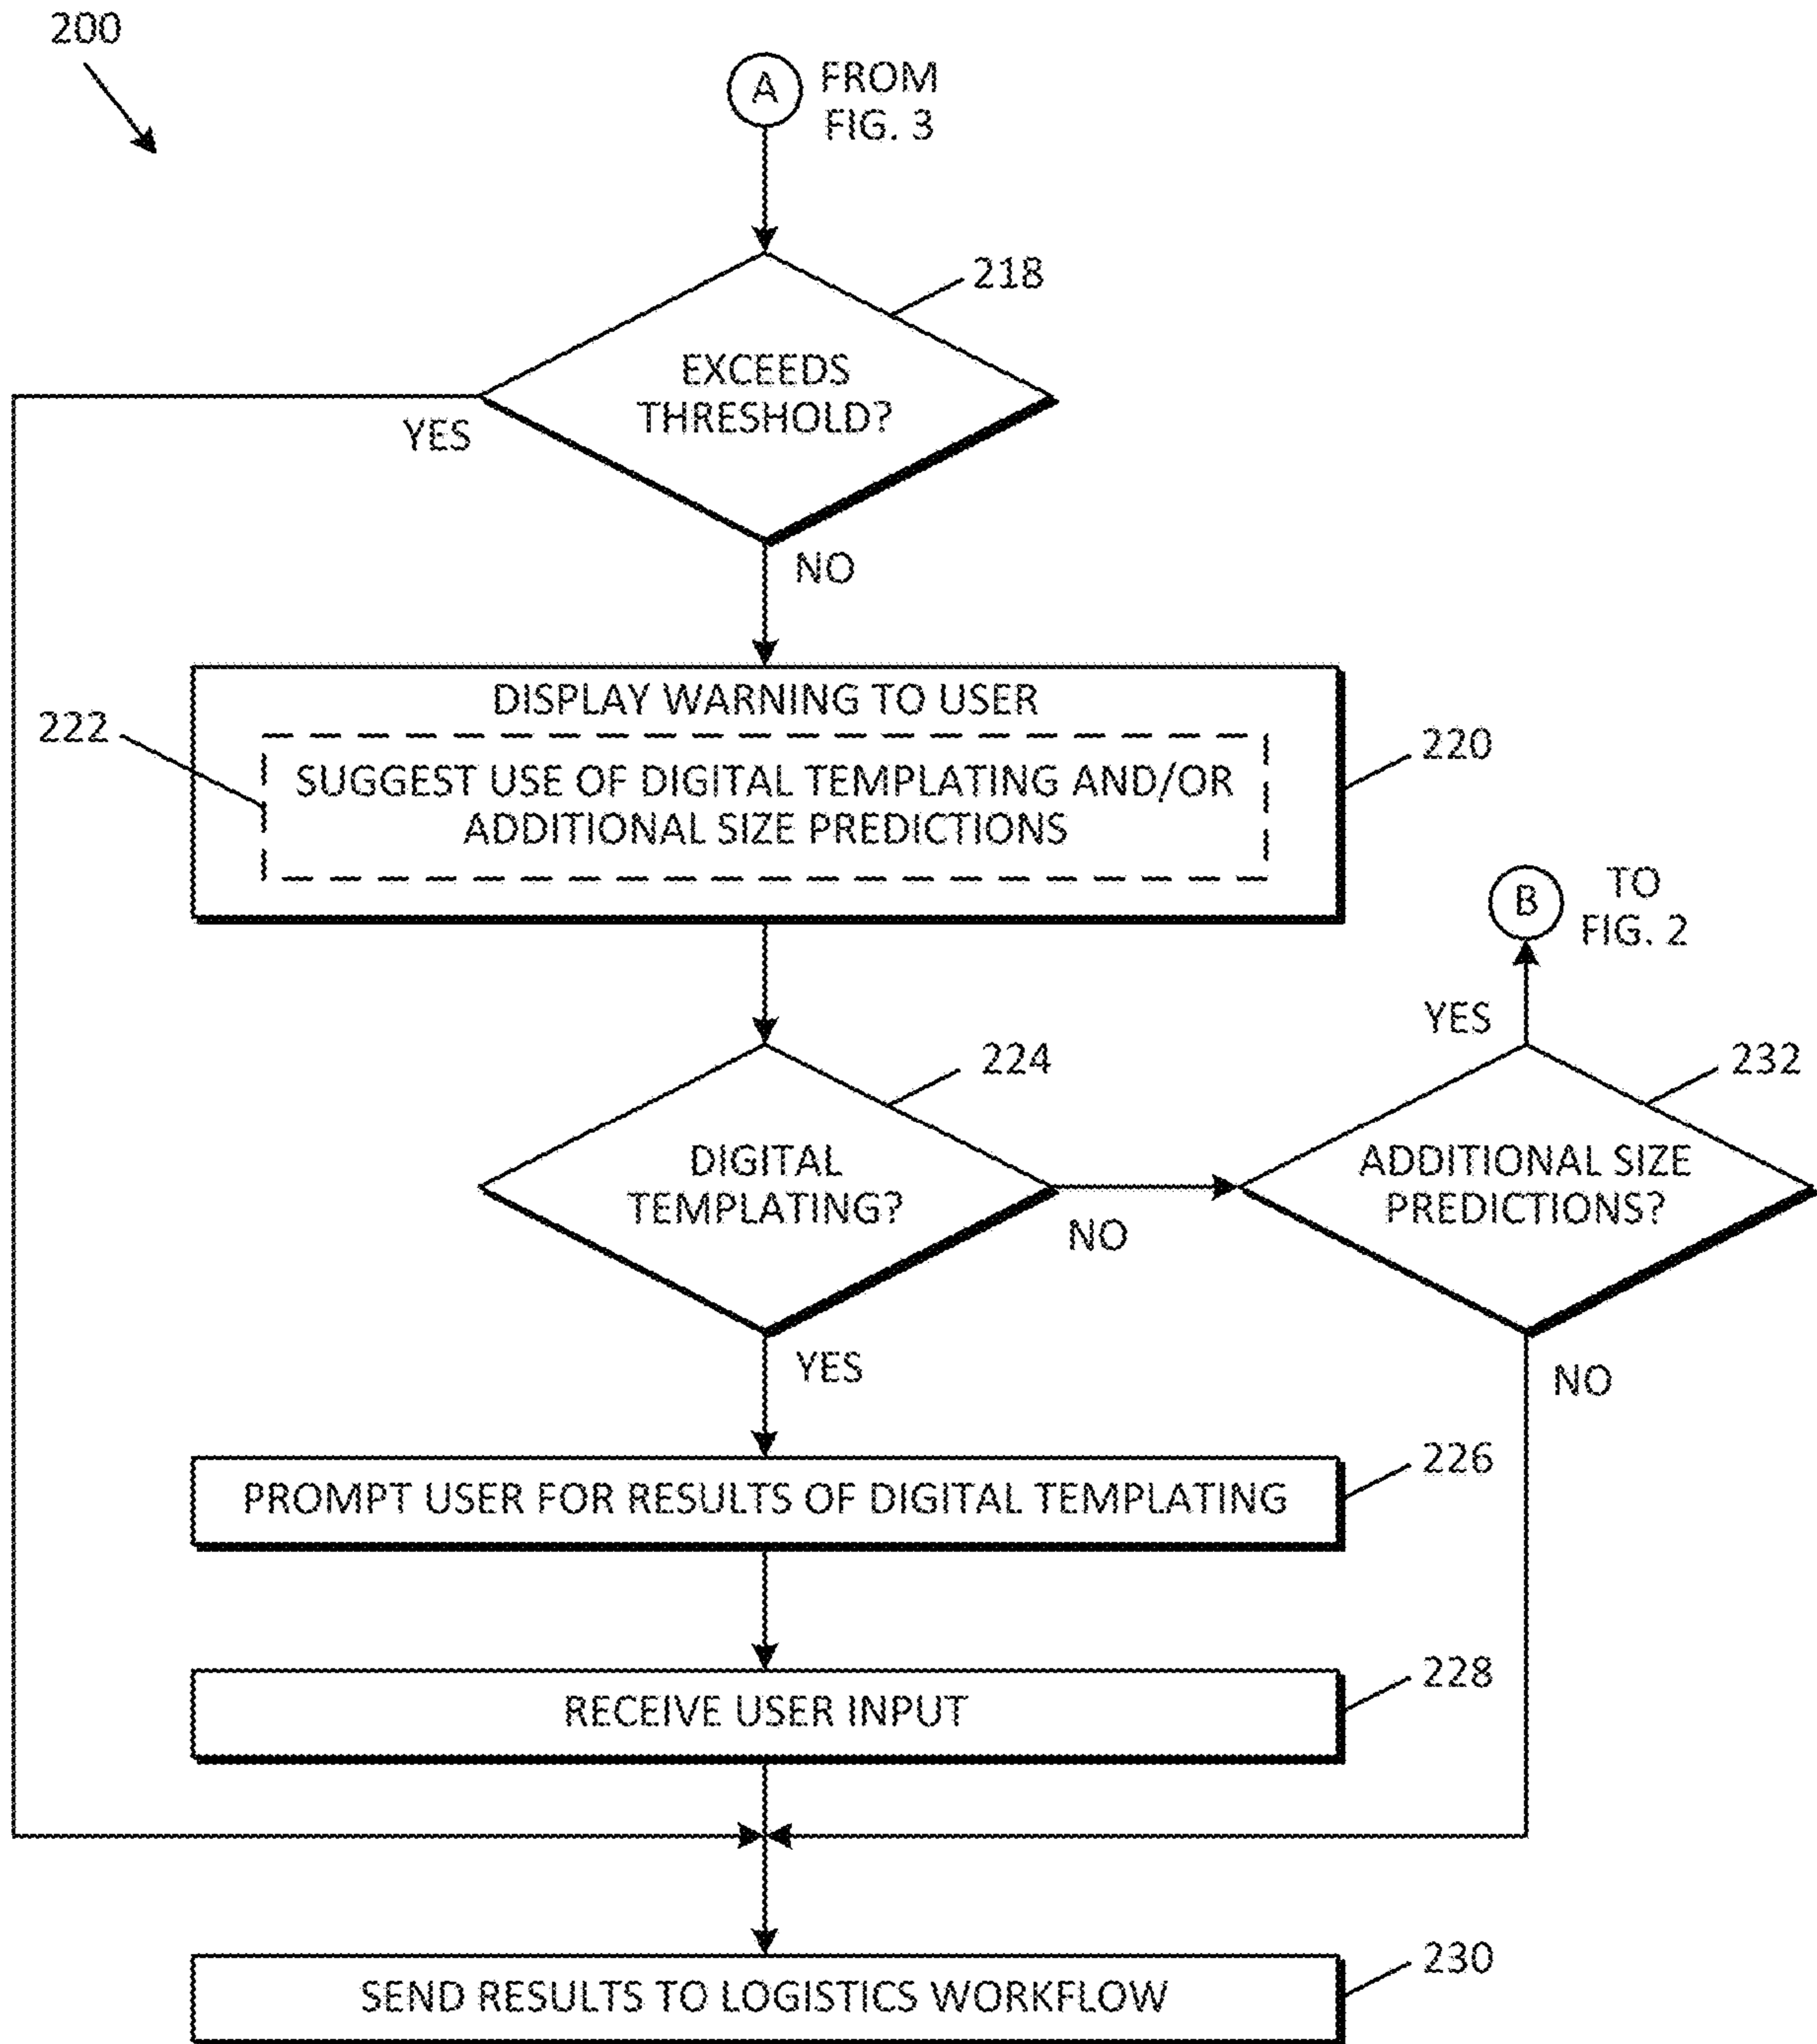 200
A
FROM
FIG. 3
218
EXCEEDS
THRESHOLD?
YES
NO
DISPLAY WARNING TO USER
222
220
SUGGEST USE OF DIGITAL TEMPLATING AND/OR
ADDITIONAL SIZE PREDICTIONS
B
TO
FIG. 2
YES
224
232
DIGITAL
TEMPLATING?
ADDITIONAL SIZE
PREDICTIONS?
NO
YES
NO
226
PROMPT USER FOR RESULTS OF DIGITAL TEMPLATING
228
RECEIVE USER INPUT
230
SEND RESULTS TO LOGISTICS WORKFLOW